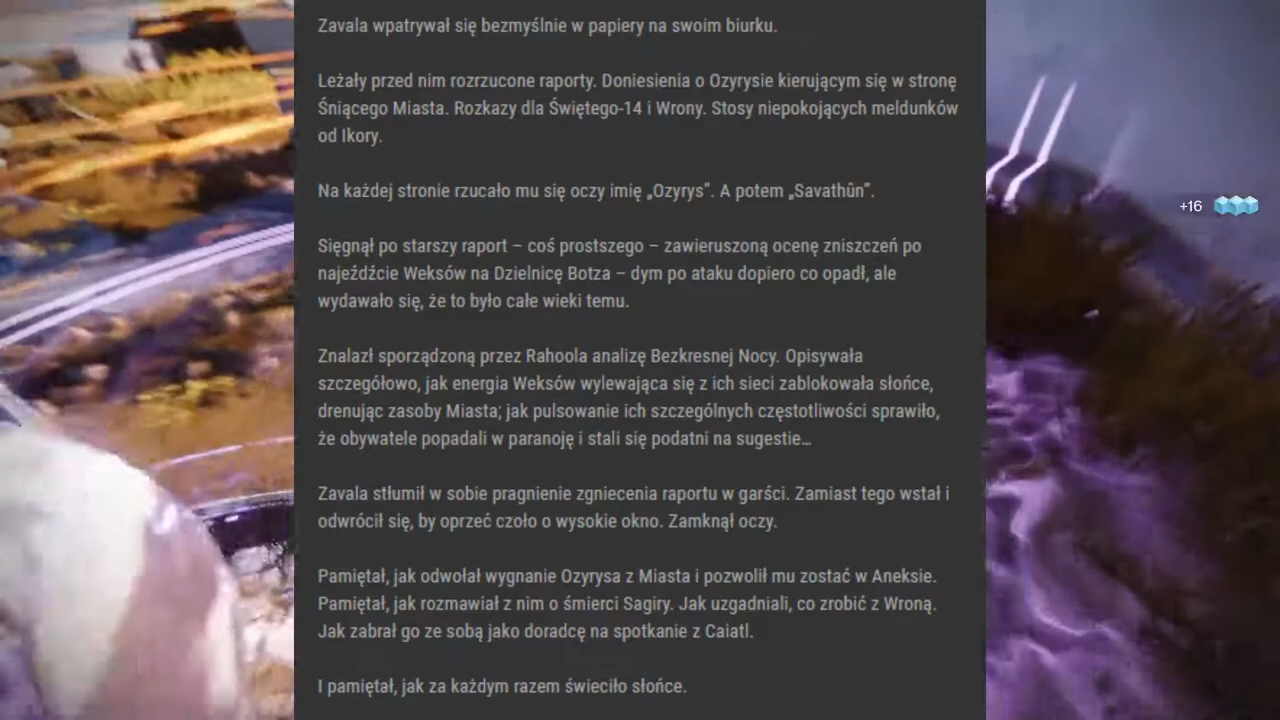 Zavala wpatrywał się bezmyślnie w papiery na swoim biurku.
Leżały przed nim rozrzucone raporty. Doniesienia o Ozyrysie kierującym się w stronę
Śniącego Miasta. Rozkazy dla Świętego-14 i Wrony. Stosy niepokojących meldunków
od Ikory.
Na każdej stronie rzucało mu się oczy imię „Ozyrys”. A potem „Savathûn”.
+16
Sięgnął po starszy raport – coś prostszego – zawieruszoną ocenę zniszczeń po
najeźdźcie Weksów na Dzielnicę Botza – dym po ataku dopiero co opadł, ale
wydawało się, że to było całe wieki temu.
Znalazł sporządzoną przez Rahoola analizę Bezkresnej Nocy. Opisywała
szczegółowo, jak energia Weksów wylewająca się z ich sieci zablokowała słońce,
drenując zasoby Miasta; jak pulsowanie ich szczególnych częstotliwości sprawiło,
że obywatele popadali w paranoję i stali się podatni na sugestie…
Zavala stłumił w sobie pragnienie zgniecenia raportu w garści. Zamiast tego wstał i
odwrócił się, by oprzeć czoło o wysokie okno. Zamknął oczy.
Pamiętał, jak odwołał wygnanie Ozyrysa z Miasta i pozwolił mu zostać w Aneksie.
Pamiętał, jak rozmawiał z nim o śmierci Sagiry. Jak uzgadniali, co zrobić z Wroną.
Jak zabrał go ze sobą jako doradcę na spotkanie z Caiatl.
I pamiętał, jak za każdym razem świeciło słońce.